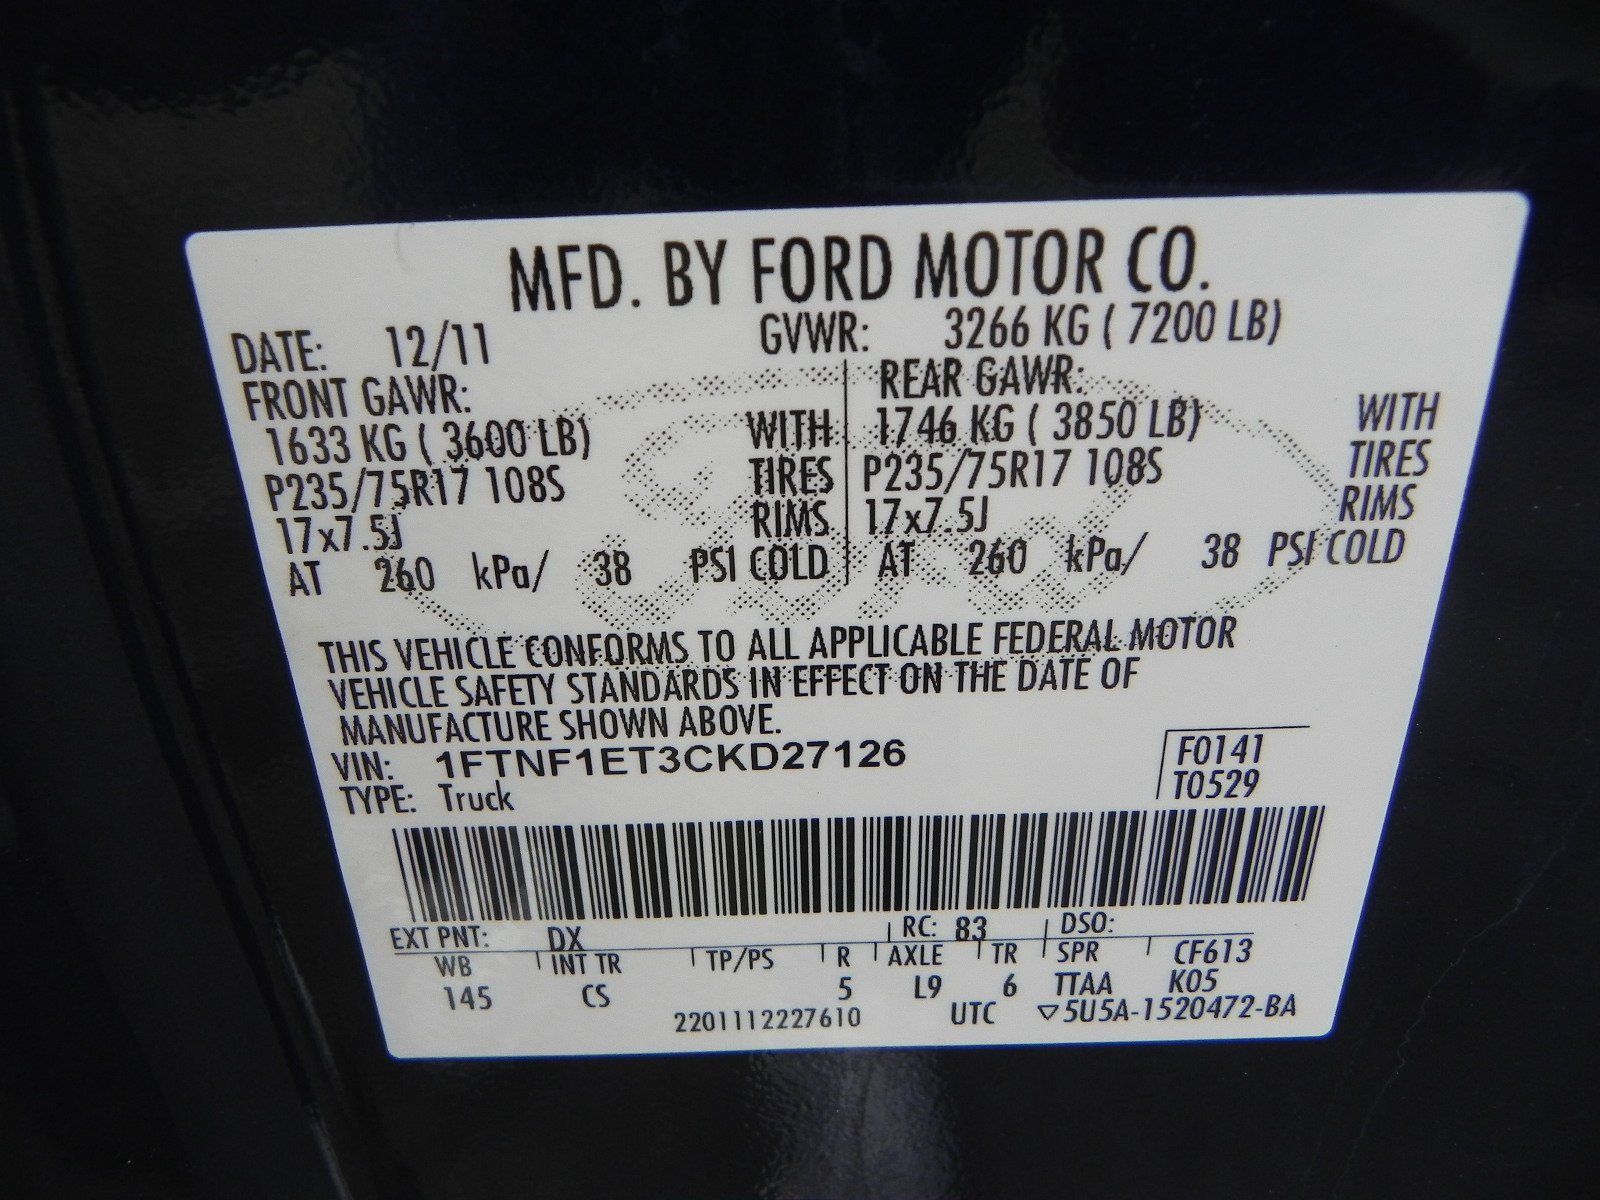 MFD. BY FORD MOTOR CO.
DATE: 12/11 GVWR: 3266 KG ( 7200 LB)
FRONT GAWR: REAR GAWR:
1633 KG ( 3600 LB) WITH 1746 KG ( 3850 LB) WITH
P235/75R17 108S TIRES P235/75R17 108S TIRES
17x7.5J RIMS 17x7.5J RIMS
AT 260 kPa/ 38 PSI COLD AT 260 kPa/ 38 PSI COLD
THIS VEHICLE CONFORMS TO ALL APPLICABLE FEDERAL MOTOR
VEHICLE SAFETY STANDARDS IN EFFECT ON THE DATE OF
MANUFACTURE SHOWN ABOVE.
VIN: 1FTNF1ET3CKD27126 F0141
TYPE: Truck T0529
EXT PNT: DX RC: 83 DSO:
WB INT TR TP/PS R AXLE TR SPR CF613
145 CS 5 L9 6 TTAA K05
2201112227610 UTC ▽5U5A-1520472-BA
Ford